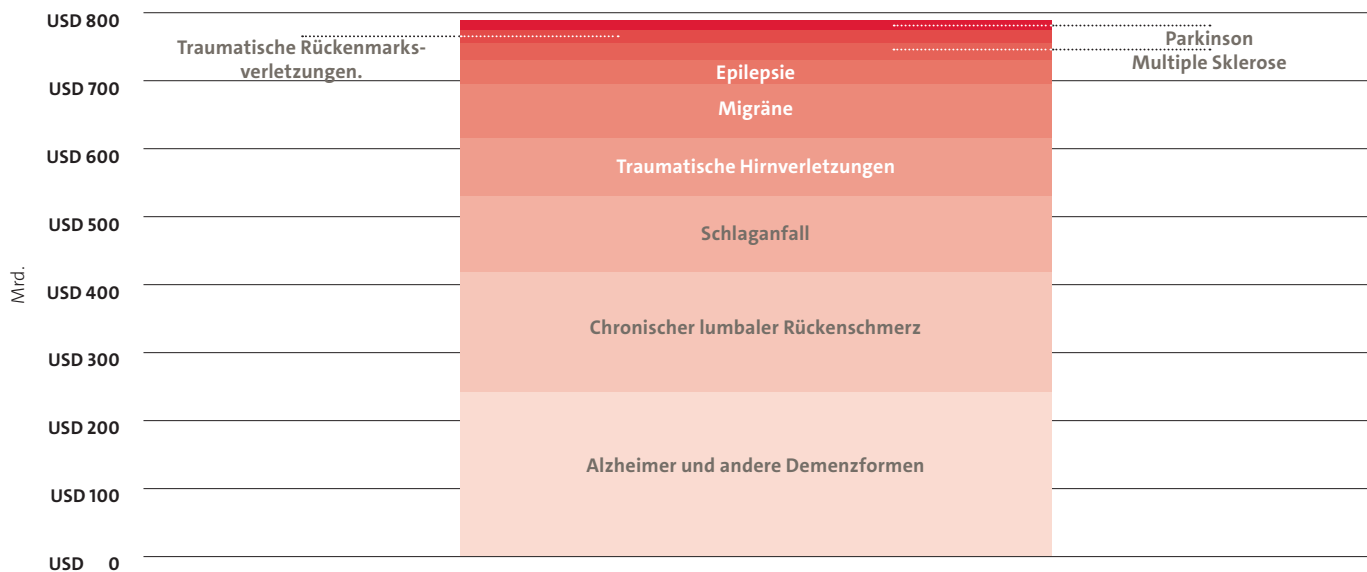 USD 800
Traumatische Rückenmarks-
verletzungen.
Parkinson
Multiple Sklerose
Epilepsie
USD 700
Migräne
USD 600
Traumatische Hirnverletzungen
USD 500
Schlaganfall
Mrd.
USD 400
Chronischer lumbaler Rückenschmerz
USD 300
USD 200
Alzheimer und andere Demenzformen
USD 100
USD 0